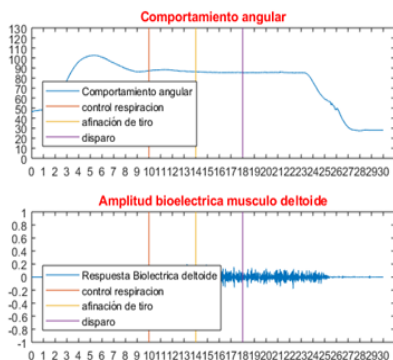 Comportamiento angular
130
120
110
100
90
80
70
60
50
40
30
20
10
0
Comportamiento angular
control respiracion
afinación de tiro
disparo
0 1 2 3 4 5 6 7 8 9 10 11 12 13 14 15 16 17 18 19 20 21 22 23 24 25 26 27 28 29 30
Amplitud bioelectrica musculo deltoide
1
0.8
0.6
0.4
0.2
0
-0.2
-0.4
-0.6
-0.8
-1
Respuesta Biolectrica deltoide
control respiracion
afinación de tiro
disparo
0 1 2 3 4 5 6 7 8 9 10 11 12 13 14 15 16 17 18 19 20 21 22 23 24 25 26 27 28 29 30